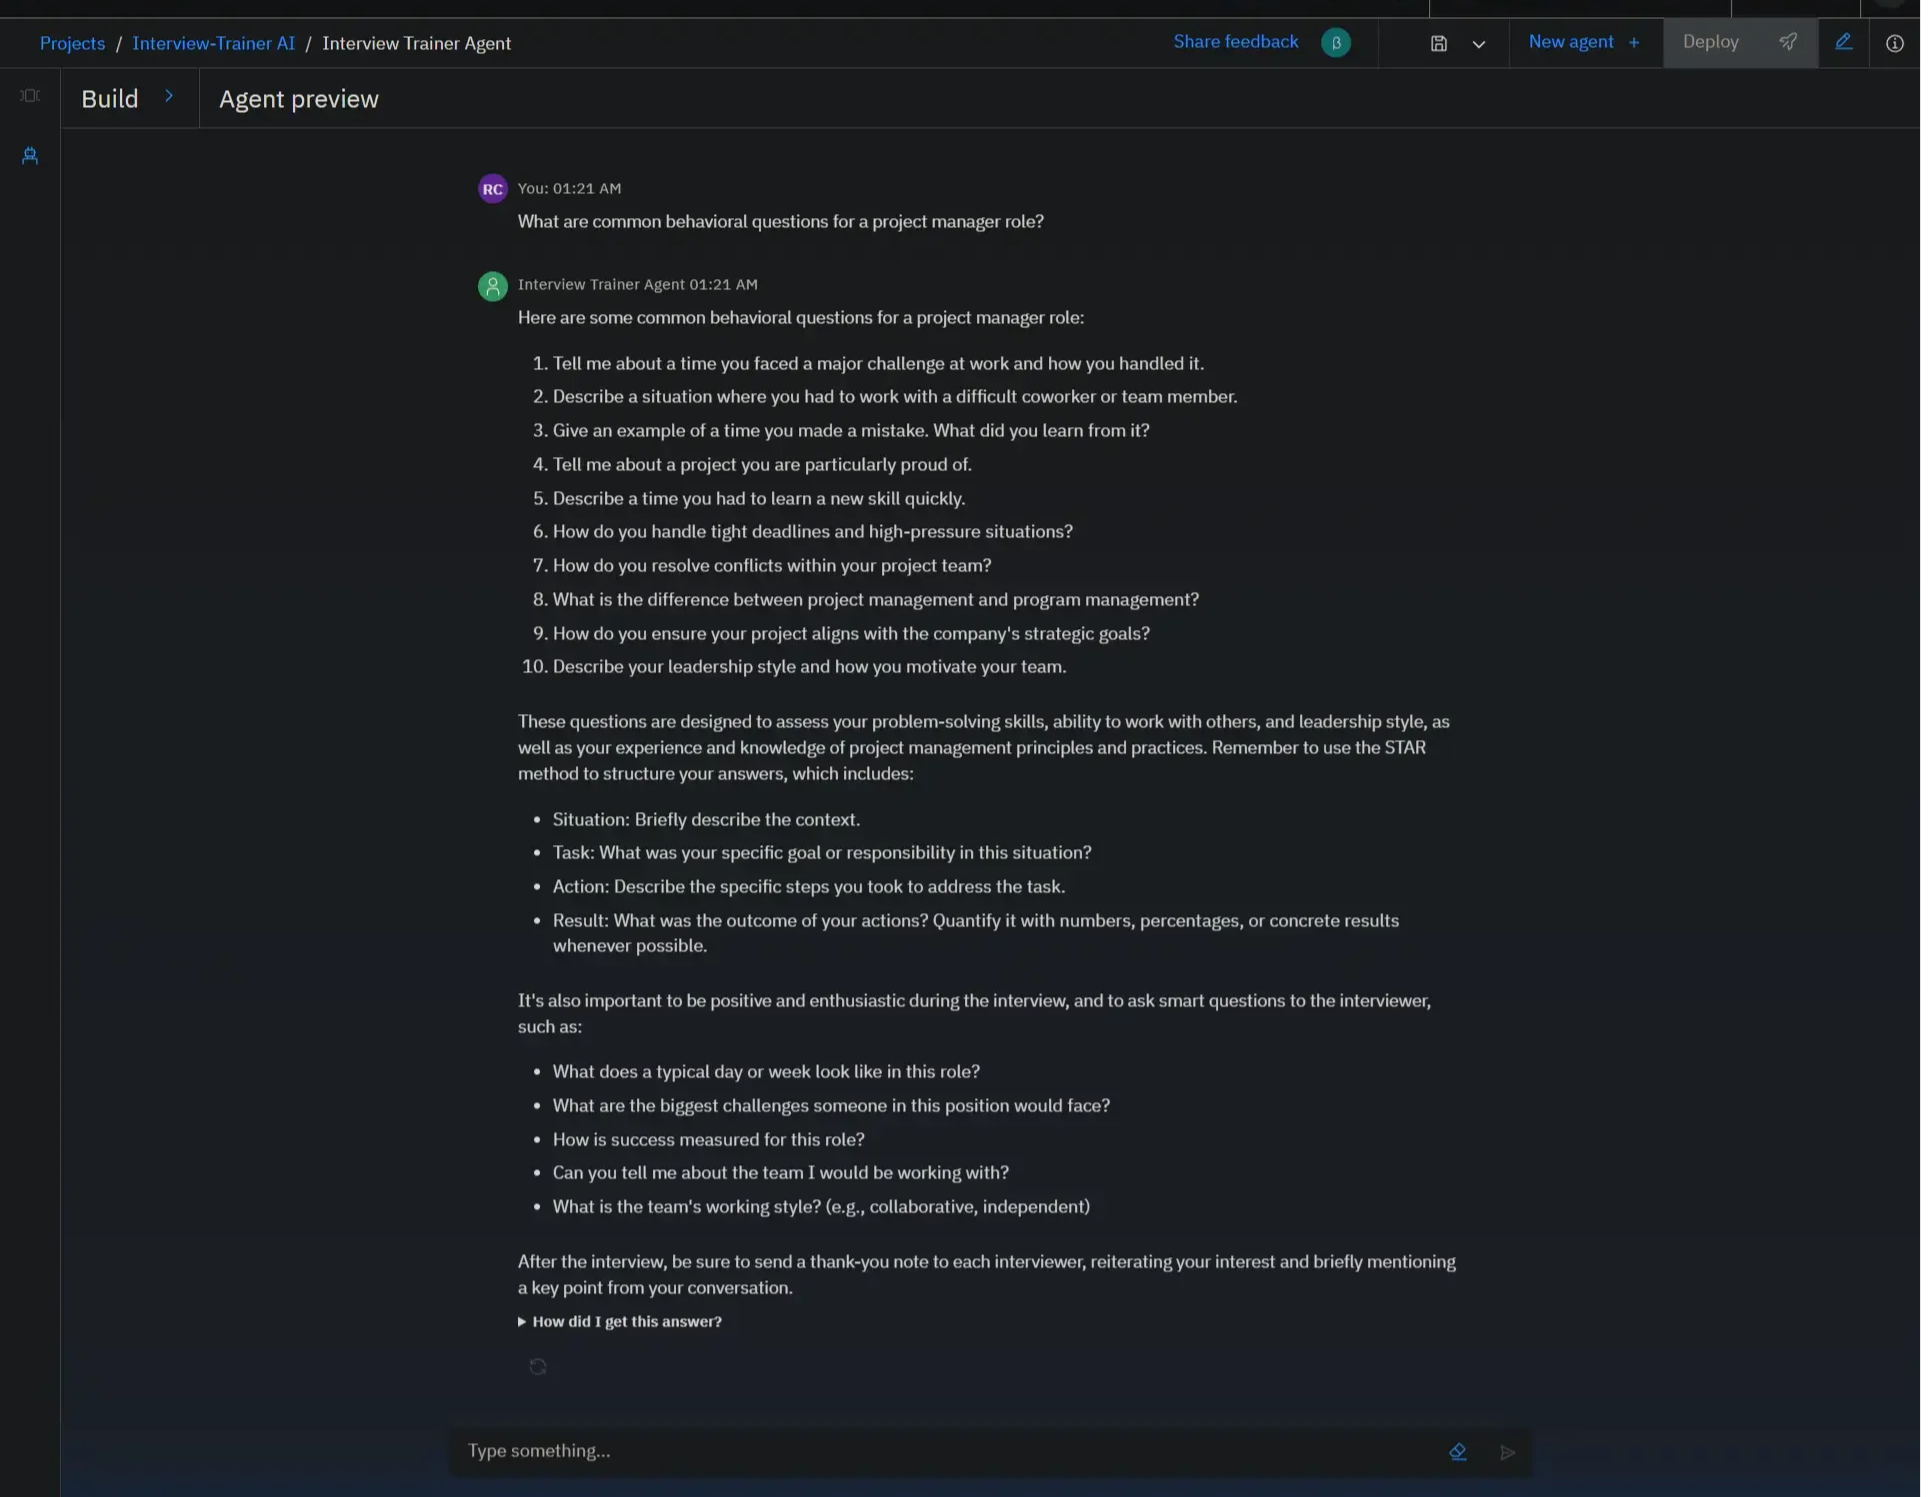 Projects / Interview-Trainer AI / Interview Trainer Agent
Share feedback β
New agent +
Deploy
Build
Agent preview
RC You: 01:21 AM
What are common behavioral questions for a project manager role?
Interview Trainer Agent 01:21 AM
Here are some common behavioral questions for a project manager role:
1. Tell me about a time you faced a major challenge at work and how you handled it.
2. Describe a situation where you had to work with a difficult coworker or team member.
3. Give an example of a time you made a mistake. What did you learn from it?
4. Tell me about a project you are particularly proud of.
5. Describe a time you had to learn a new skill quickly.
6. How do you handle tight deadlines and high-pressure situations?
7. How do you resolve conflicts within your project team?
8. What is the difference between project management and program management?
9. How do you ensure your project aligns with the company's strategic goals?
10. Describe your leadership style and how you motivate your team.
These questions are designed to assess your problem-solving skills, ability to work with others, and leadership style, as
well as your experience and knowledge of project management principles and practices. Remember to use the STAR
method to structure your answers, which includes:
• Situation: Briefly describe the context.
• Task: What was your specific goal or responsibility in this situation?
• Action: Describe the specific steps you took to address the task.
• Result: What was the outcome of your actions? Quantify it with numbers, percentages, or concrete results
whenever possible.
It's also important to be positive and enthusiastic during the interview, and to ask smart questions to the interviewer,
such as:
• What does a typical day or week look like in this role?
• What are the biggest challenges someone in this position would face?
• How is success measured for this role?
• Can you tell me about the team I would be working with?
• What is the team's working style? (e.g., collaborative, independent)
After the interview, be sure to send a thank-you note to each interviewer, reiterating your interest and briefly mentioning
a key point from your conversation.
How did I get this answer?
Type something...